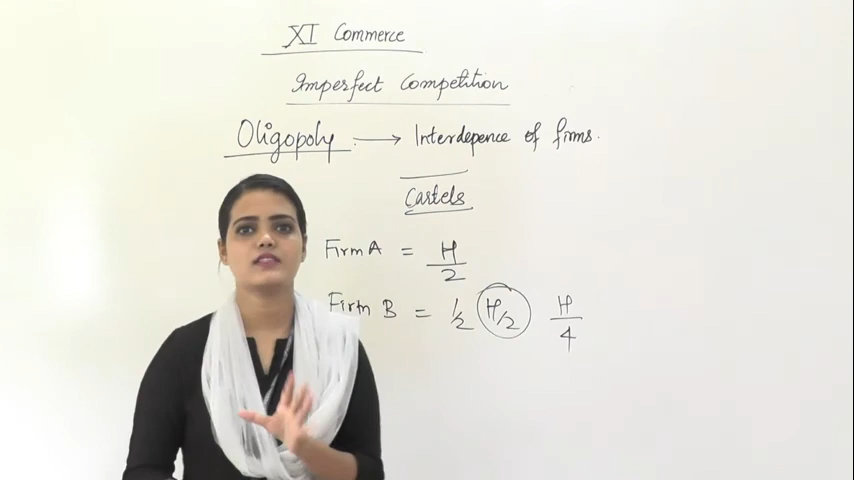 XI Commerce
Imperfect Competition
Oligopoly → Interdepence of firms.
Cartels
Firm A = H/2
Firm B = 1/2 (H/2) H/4